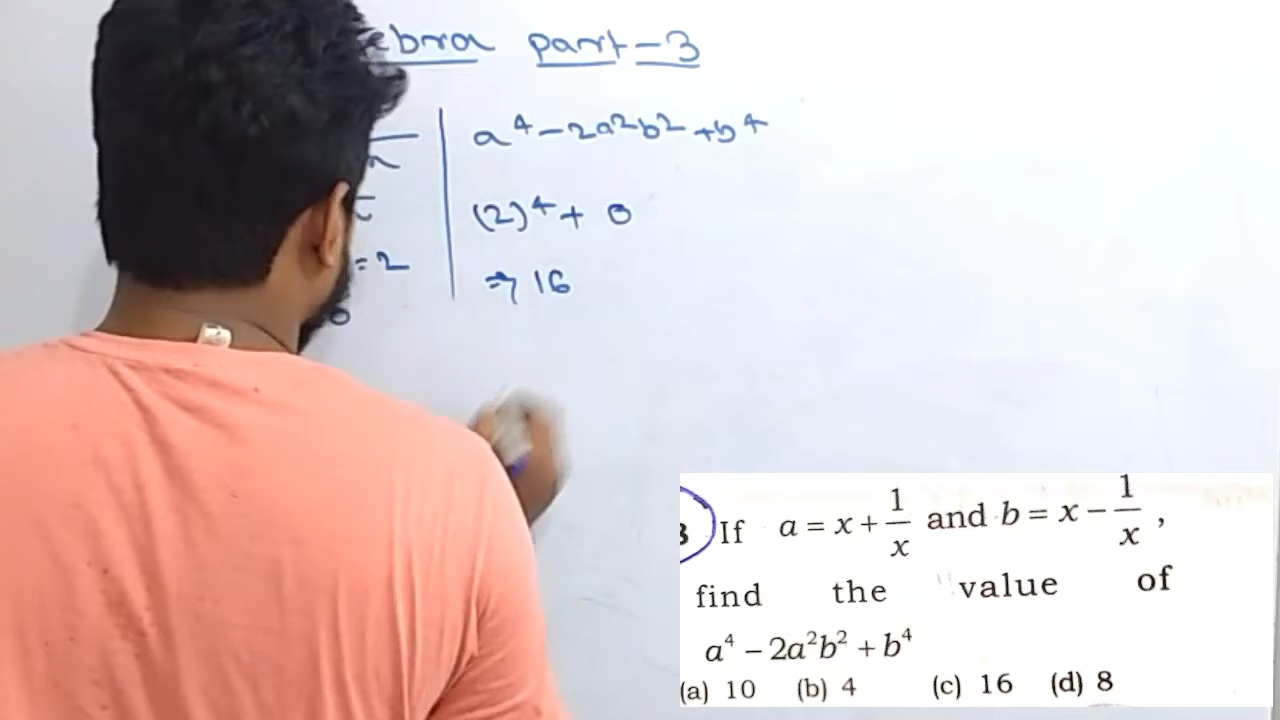 ebra part-3
a⁴-2a²b²+b⁴
(2)⁴+ 0
=2
⇒ 16
If a = x + 1/x and b = x - 1/x ,
find the value of
a⁴ - 2a²b² + b⁴
(a) 10 (b) 4 (c) 16 (d) 8